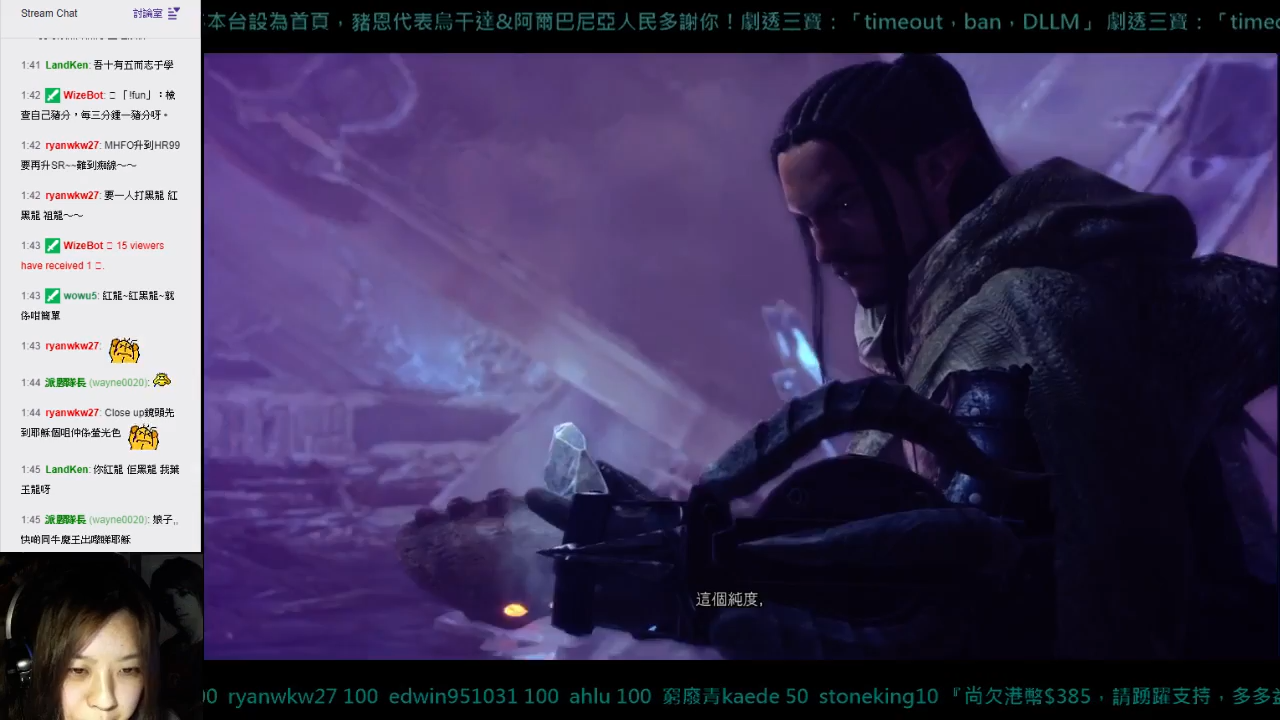 Stream Chat
討論室
本台設為首頁，豬恩代表烏干達&阿爾巴尼亞人民多謝你！劇透三寶：「timeout，ban，DLLM」 劇透三寶：「time
1:41 LandKen: 吾十有五而志于學
1:42 WizeBot: 「!fun」：檢
查自己豬分，每三分鐘一豬分呀。
1:42 ryanwkw27: MHFO升到HR99
要再升SR~~難到癲線～～
1:42 ryanwkw27: 要一人打黑龍 紅
黑龍 祖龍～～
1:43 WizeBot 15 viewers
have received 1
1:43 wowu5: 紅龍~紅黑龍~就
係咁簡單
1:43 ryanwkw27:
1:44 派膠隊長 (wayne0020):
1:44 ryanwkw27: Close up鏡頭先
到耶穌個咀仲係螢光色
1:45 LandKen: 你紅龍 佢黑龍 我葉
王龍呀
1:45 派膠隊長 (wayne0020): 娘子,,
快啲同牛魔王出嚟睇耶穌
這個純度,
00 ryanwkw27 100 edwin951031 100 ahlu 100 窮廢青kaede 50 stoneking10 『尚欠港幣$385，請踴躍支持，多多益